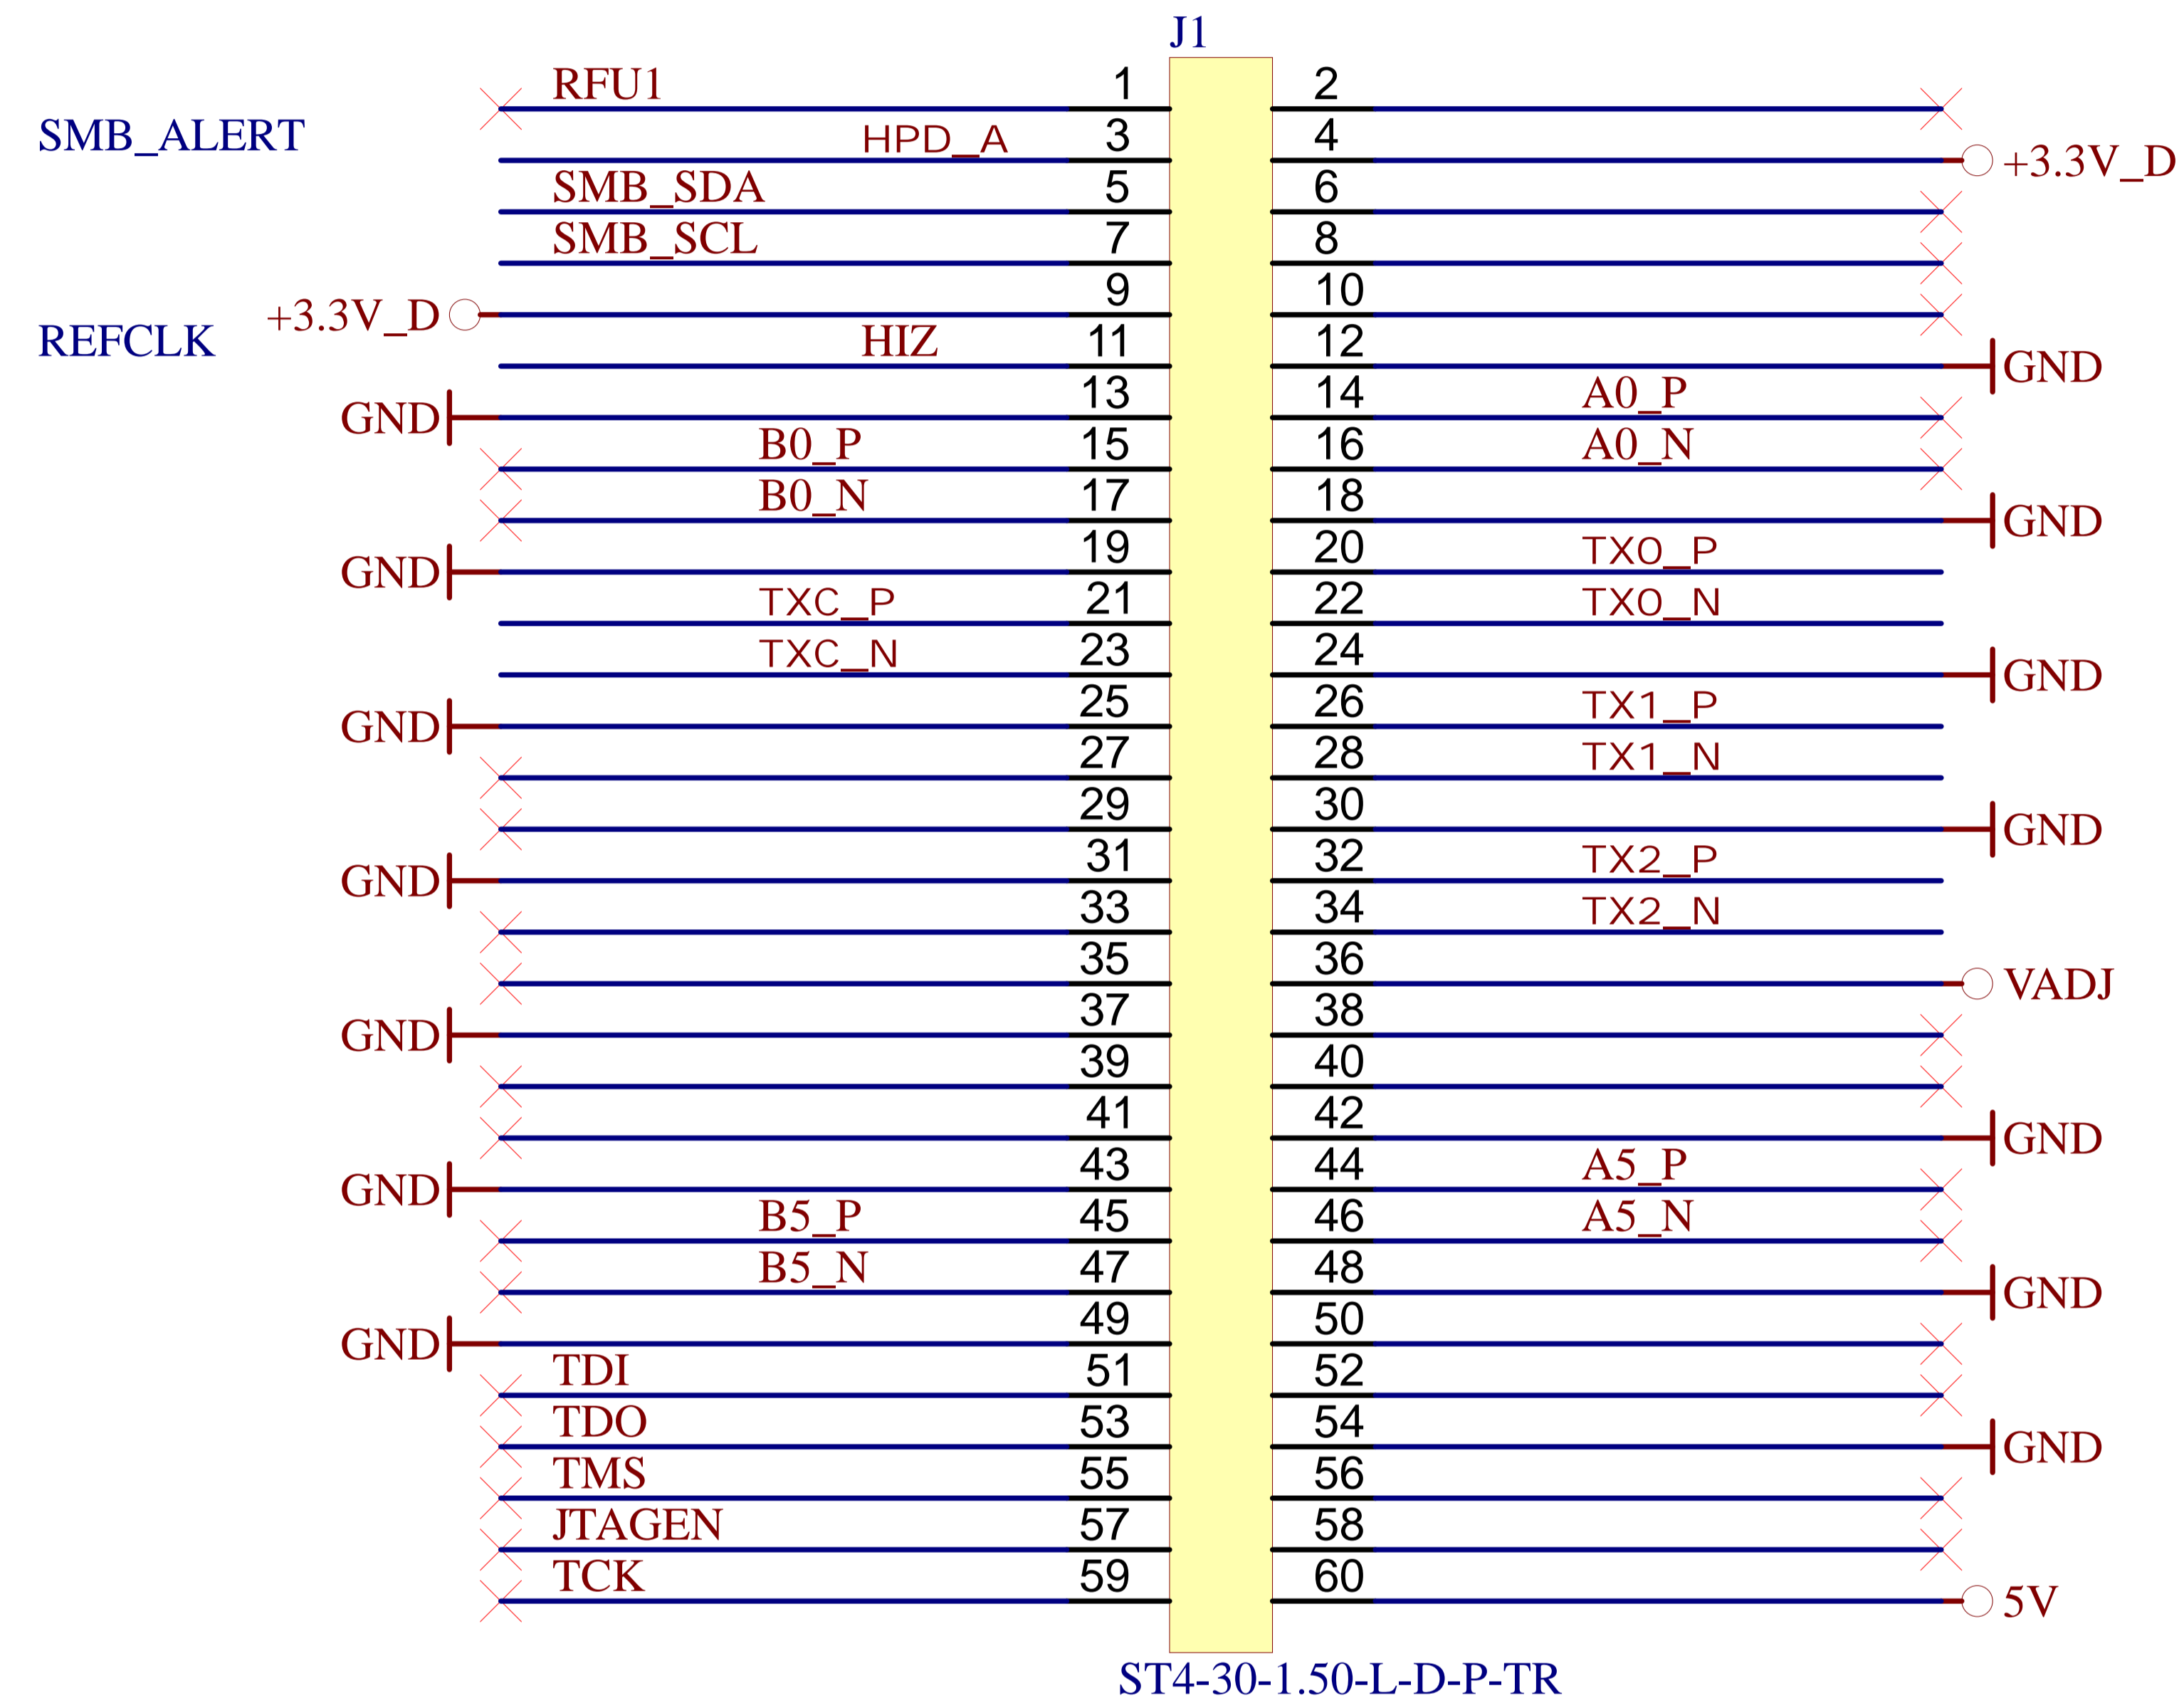 J1
RFU1 1 2
SMB_ALERT HPD_A 3 4 +3.3V_D
SMB_SDA 5 6
SMB_SCL 7 8
+3.3V_D 9 10
REFCLK HIZ 11 12 GND
GND 13 14 A0_P
B0_P 15 16 A0_N
B0_N 17 18 GND
GND 19 20 TX0_P
TXC_P 21 22 TX0_N
TXC_N 23 24 GND
GND 25 26 TX1_P
27 28 TX1_N
29 30 GND
GND 31 32 TX2_P
33 34 TX2_N
35 36 VADJ
GND 37 38
39 40
41 42 GND
GND 43 44 A5_P
B5_P 45 46 A5_N
B5_N 47 48 GND
GND 49 50
TDI 51 52
TDO 53 54 GND
TMS 55 56
JTAGEN 57 58
TCK 59 60 5V
ST4-30-1.50-L-D-P-TR